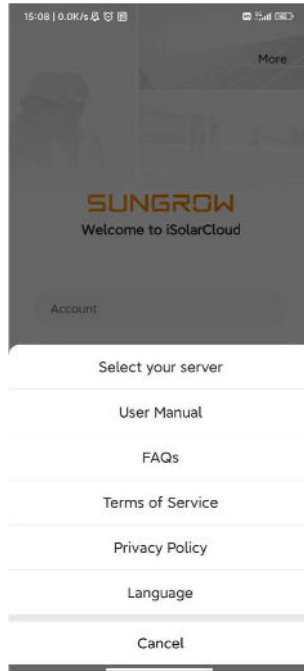 15:08 | 0.0K/s
More
SUNGROW
Welcome to iSolarCloud
Account
Select your server
User Manual
FAQs
Terms of Service
Privacy Policy
Language
Cancel